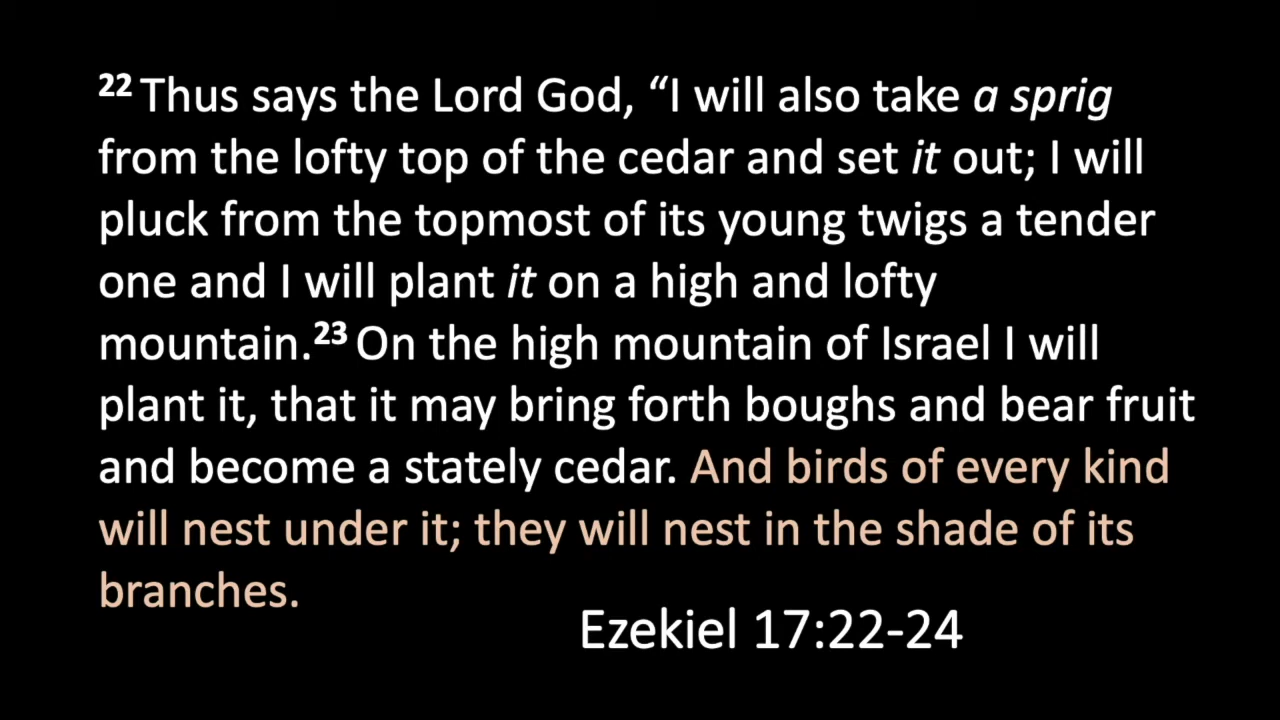 22 Thus says the Lord God, “I will also take a sprig
from the lofty top of the cedar and set it out; I will
pluck from the topmost of its young twigs a tender
one and I will plant it on a high and lofty
mountain.23 On the high mountain of Israel I will
plant it, that it may bring forth boughs and bear fruit
and become a stately cedar. And birds of every kind
will nest under it; they will nest in the shade of its
branches.
Ezekiel 17:22-24